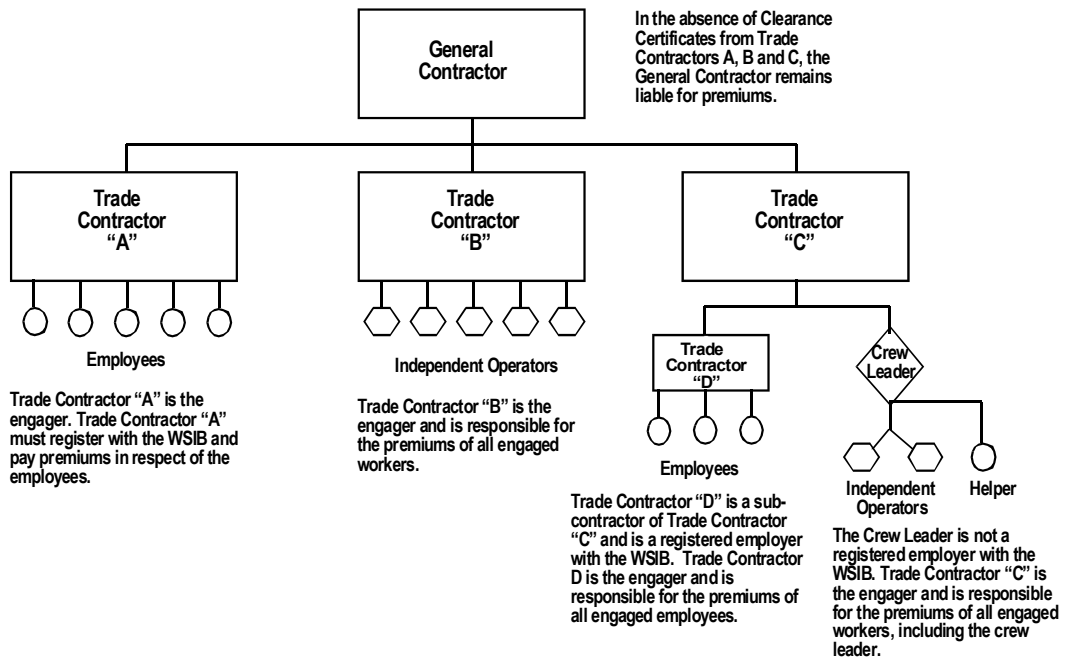 General
Contractor
In the absence of Clearance
Certificates from Trade
Contractors A, B and C, the
General Contractor remains
liable for premiums.
Trade
Contractor
“A”
Trade
Contractor
“B”
Trade
Contractor
“C”
Employees
Trade Contractor “A” is the
engager. Trade Contractor “A”
must register with the WSIB and
pay premiums in respect of the
employees.
Independent Operators
Trade Contractor “B” is the
engager and is responsible for
the premiums of all engaged
workers.
Trade
Contractor
“D”
Employees
Trade Contractor “D” is a sub-
contractor of Trade Contractor
“C” and is a registered employer
with the WSIB. Trade Contractor
D is the engager and is
responsible for the premiums of
all engaged employees.
Crew
Leader
Independent
Operators
Helper
The Crew Leader is not a
registered employer with the
WSIB. Trade Contractor “C” is
the engager and is responsible
for the premiums of all engaged
workers, including the crew
leader.